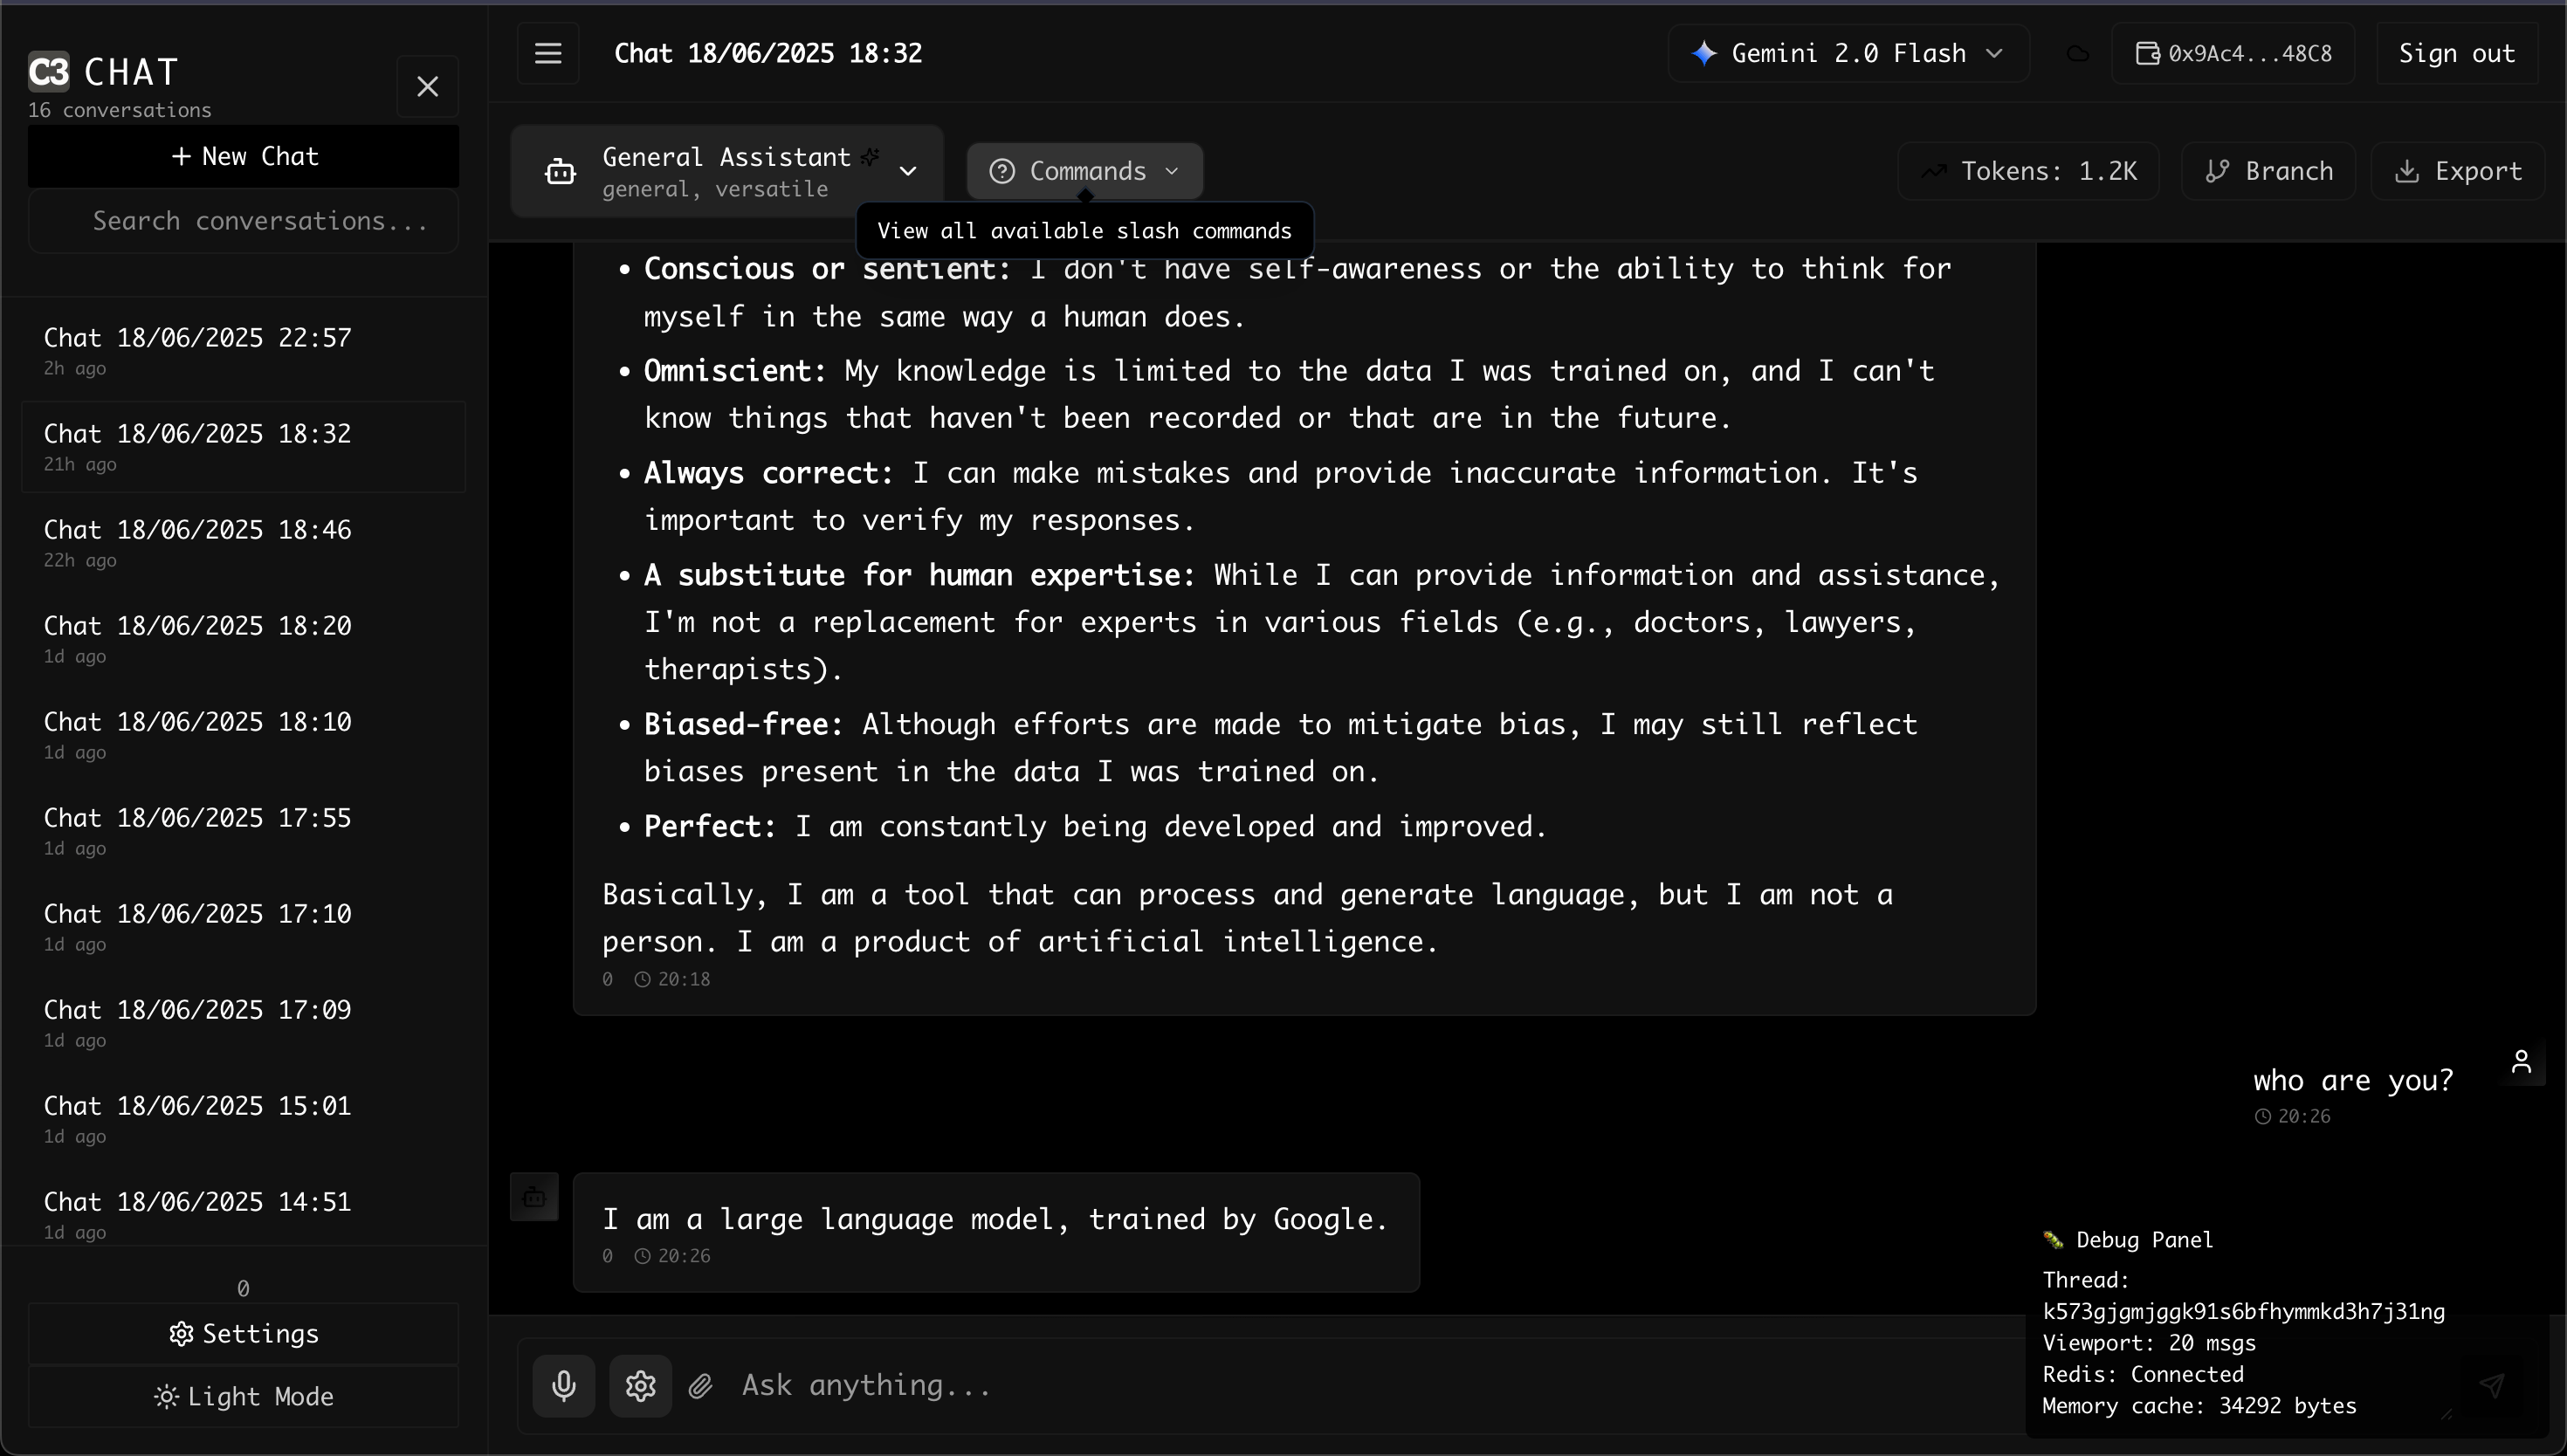 C3 CHAT
16 conversations
+ New Chat
Search conversations...
Chat 18/06/2025 22:57
2h ago
Chat 18/06/2025 18:32
21h ago
Chat 18/06/2025 18:46
22h ago
Chat 18/06/2025 18:20
1d ago
Chat 18/06/2025 18:10
1d ago
Chat 18/06/2025 17:55
1d ago
Chat 18/06/2025 17:10
1d ago
Chat 18/06/2025 17:09
1d ago
Chat 18/06/2025 15:01
1d ago
Chat 18/06/2025 14:51
1d ago
0
Settings
Light Mode
Chat 18/06/2025 18:32
Gemini 2.0 Flash
0x9Ac4...48C8
Sign out
General Assistant
general, versatile
Commands
Tokens: 1.2K
Branch
Export
View all available slash commands
• Conscious or sentient: I don't have self-awareness or the ability to think for
myself in the same way a human does.
• Omniscient: My knowledge is limited to the data I was trained on, and I can't
know things that haven't been recorded or that are in the future.
• Always correct: I can make mistakes and provide inaccurate information. It's
important to verify my responses.
• A substitute for human expertise: While I can provide information and assistance,
I'm not a replacement for experts in various fields (e.g., doctors, lawyers,
therapists).
• Biased-free: Although efforts are made to mitigate bias, I may still reflect
biases present in the data I was trained on.
• Perfect: I am constantly being developed and improved.
Basically, I am a tool that can process and generate language, but I am not a
person. I am a product of artificial intelligence.
0 20:18
who are you?
20:26
I am a large language model, trained by Google.
0 20:26
Ask anything...
Debug Panel
Thread:
k573gjgmjggk91s6bfhymmkd3h7j31ng
Viewport: 20 msgs
Redis: Connected
Memory cache: 34292 bytes